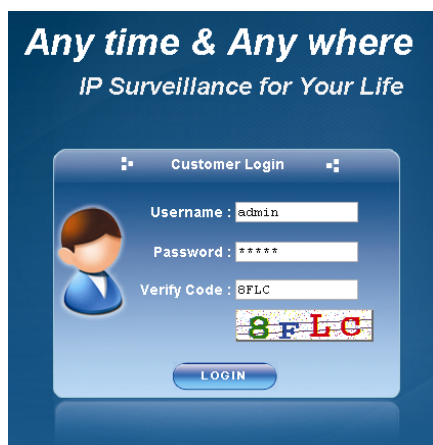 Any time & Any where
IP Surveillance for Your Life
Customer Login
Username : admin
Password : *****
Verify Code : 8FLC
8FLC
LOGIN